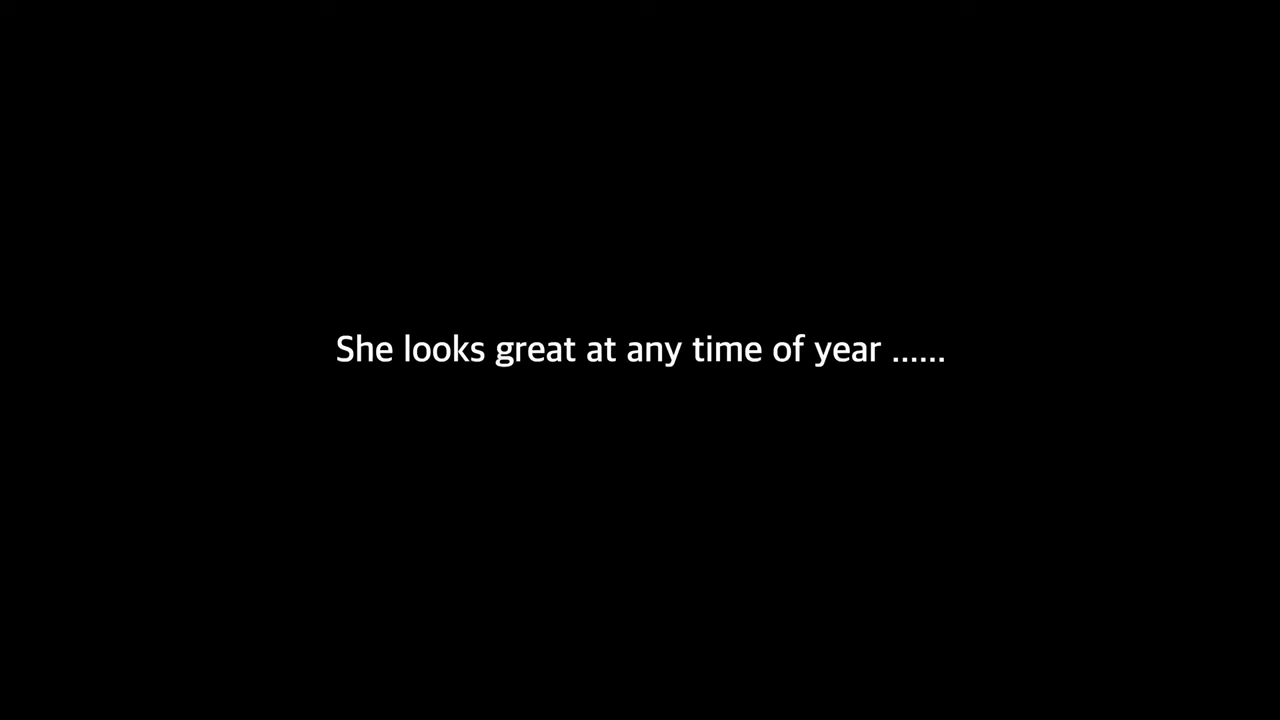 She looks great at any time of year ......